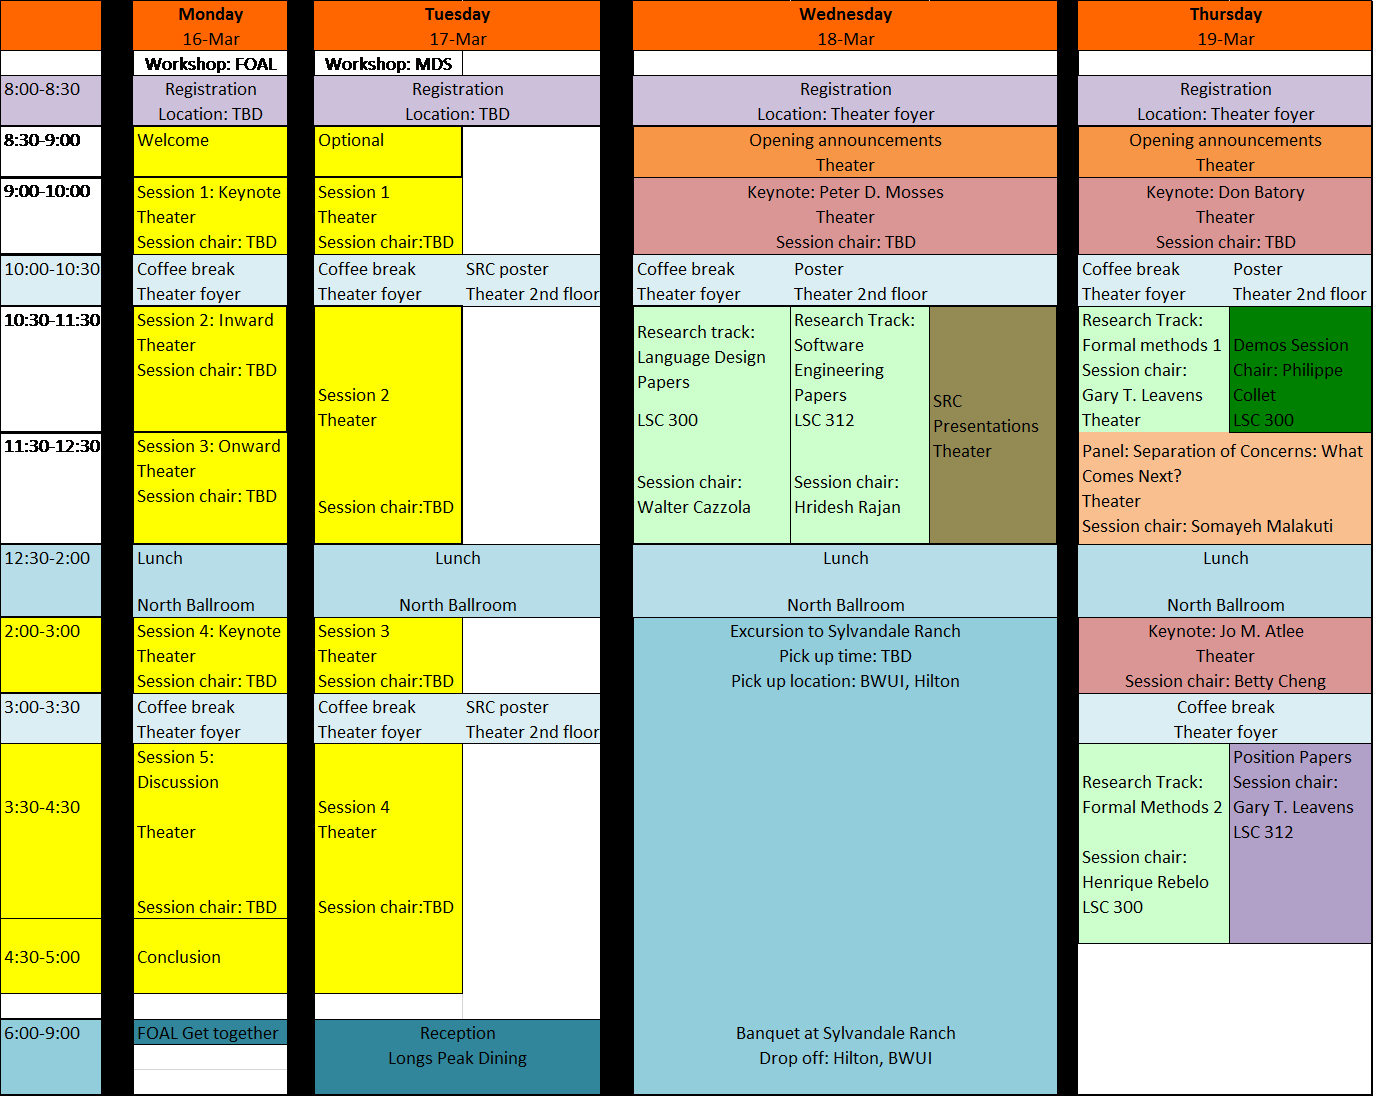 Monday
16-Mar
Tuesday
17-Mar
Wednesday
18-Mar
Thursday
19-Mar
Workshop: FOAL
Workshop: MDS
8:00-8:30
Registration
Location: TBD
Registration
Location: TBD
Registration
Location: Theater foyer
Registration
Location: Theater foyer
8:30-9:00
Welcome
Optional
Opening announcements
Theater
Opening announcements
Theater
9:00-10:00
Session 1: Keynote
Theater
Session chair: TBD
Session 1
Theater
Session chair:TBD
Keynote: Peter D. Mosses
Theater
Session chair: TBD
Keynote: Don Batory
Theater
Session chair: TBD
10:00-10:30
Coffee break
Theater foyer
Coffee break
Theater foyer
SRC poster
Theater 2nd floor
Coffee break
Theater foyer
Poster
Theater 2nd floor
Coffee break
Theater foyer
Poster
Theater 2nd floor
10:30-11:30
Session 2: Inward
Theater
Session chair: TBD
Session 2
Theater
Session chair:TBD
Research track:
Language Design
Papers
LSC 300
Session chair:
Walter Cazzola
Research Track:
Software
Engineering
Papers
LSC 312
Session chair:
Hridesh Rajan
SRC
Presentations
Theater
Research Track:
Formal methods 1
Session chair:
Gary T. Leavens
Theater
Demos Session
Chair: Philippe
Collet
LSC 300
11:30-12:30
Session 3: Onward
Theater
Session chair: TBD
Panel: Separation of Concerns: What
Comes Next?
Theater
Session chair: Somayeh Malakuti
12:30-2:00
Lunch
North Ballroom
Lunch
North Ballroom
Lunch
North Ballroom
Lunch
North Ballroom
2:00-3:00
Session 4: Keynote
Theater
Session chair: TBD
Session 3
Theater
Session chair:TBD
Excursion to Sylvandale Ranch
Pick up time: TBD
Pick up location: BWUI, Hilton
Keynote: Jo M. Atlee
Theater
Session chair: Betty Cheng
3:00-3:30
Coffee break
Theater foyer
Coffee break
Theater foyer
SRC poster
Theater 2nd floor
Coffee break
Theater foyer
3:30-4:30
Session 5:
Discussion
Theater
Session chair: TBD
Session 4
Theater
Session chair:TBD
Research Track:
Formal Methods 2
Session chair:
Henrique Rebelo
LSC 300
Position Papers
Session chair:
Gary T. Leavens
LSC 312
4:30-5:00
Conclusion
6:00-9:00
FOAL Get together
Reception
Longs Peak Dining
Banquet at Sylvandale Ranch
Drop off: Hilton, BWUI